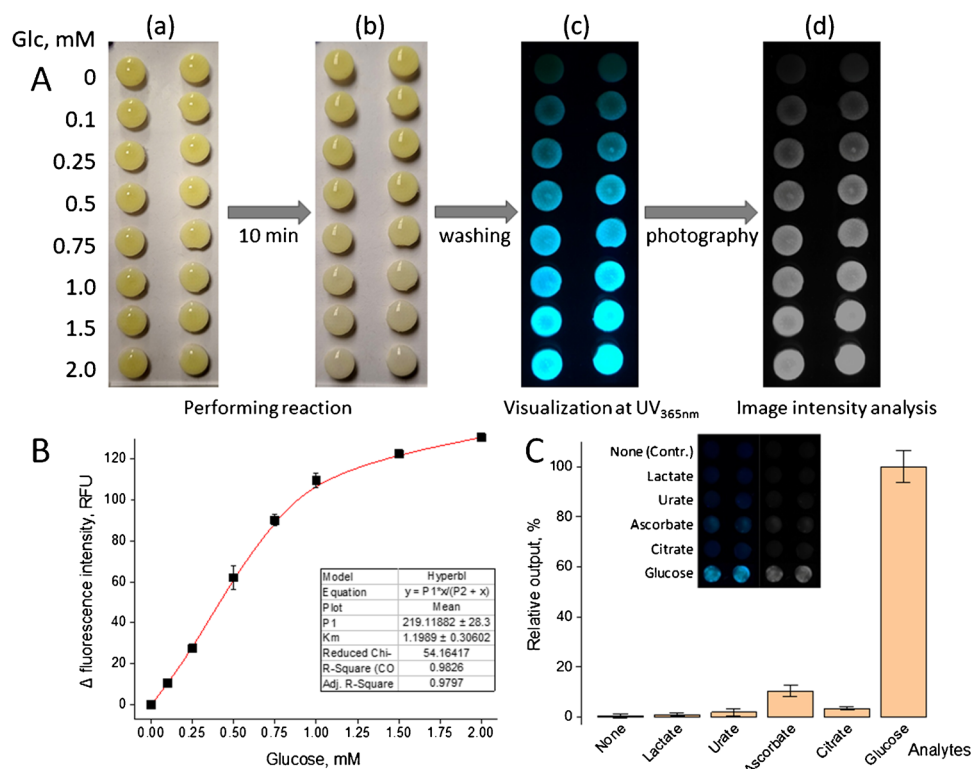 (a) (b) (c) (d)
Glc, mM
A
0
0.1
0.25
0.5
0.75
1.0
1.5
2.0
10 min
washing
photography
Performing reaction
Visualization at UV365nm
Image intensity analysis
B
Δ fluorescence intensity, RFU
120
100
80
60
40
20
0
0.00 0.25 0.50 0.75 1.00 1.25 1.50 1.75 2.00
Glucose, mM
Model Hyperbl
Equation y = P1*x/(P2 + x)
Plot Mean
P1 219.11882 ± 28.3
Km 1.1989 ± 0.30602
Reduced Chi- 54.16417
R-Square (CO 0.9826
Adj. R-Square 0.9797
C
Relative output, %
100
80
60
40
20
0
None (Contr.)
Lactate
Urate
Ascorbate
Citrate
Glucose
None Lactate Urate Ascorbate Citrate Glucose
Analytes